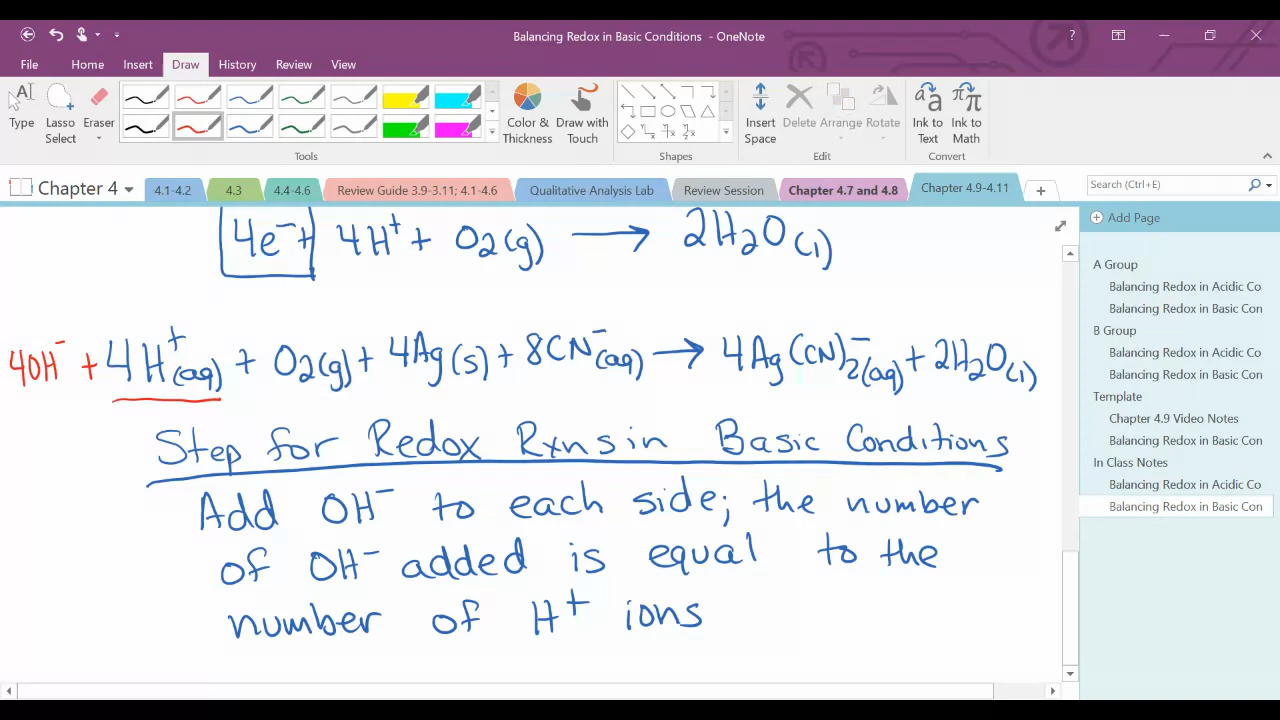 Balancing Redox in Basic Conditions - OneNote
?
File Home Insert Draw History Review View
Type
Lasso Select
Eraser
Color & Thickness
Draw with Touch
Insert Space
Delete
Arrange
Rotate
Ink to Text
Ink to Math
Tools
Shapes
Edit
Convert
Chapter 4
4.1-4.2
4.3
4.4-4.6
Review Guide 3.9-3.11; 4.1-4.6
Qualitative Analysis Lab
Review Session
Chapter 4.7 and 4.8
Chapter 4.9-4.11
Search (Ctrl+E)
4e⁻ + 4H⁺ + O₂(g) → 2H₂O(l)
4OH⁻ + 4H⁺(aq) + O₂(g) + 4Ag(s) + 8CN⁻(aq) → 4Ag(CN)₂⁻(aq) + 2H₂O(l)
Step for Redox Rxns in Basic Conditions
Add OH⁻ to each side; the number
of OH⁻ added is equal to the
number of H⁺ ions
Add Page
A Group
Balancing Redox in Acidic Co
Balancing Redox in Basic Con
B Group
Balancing Redox in Acidic Co
Balancing Redox in Basic Con
Template
Chapter 4.9 Video Notes
Balancing Redox in Basic Con
In Class Notes
Balancing Redox in Acidic Co
Balancing Redox in Basic Con